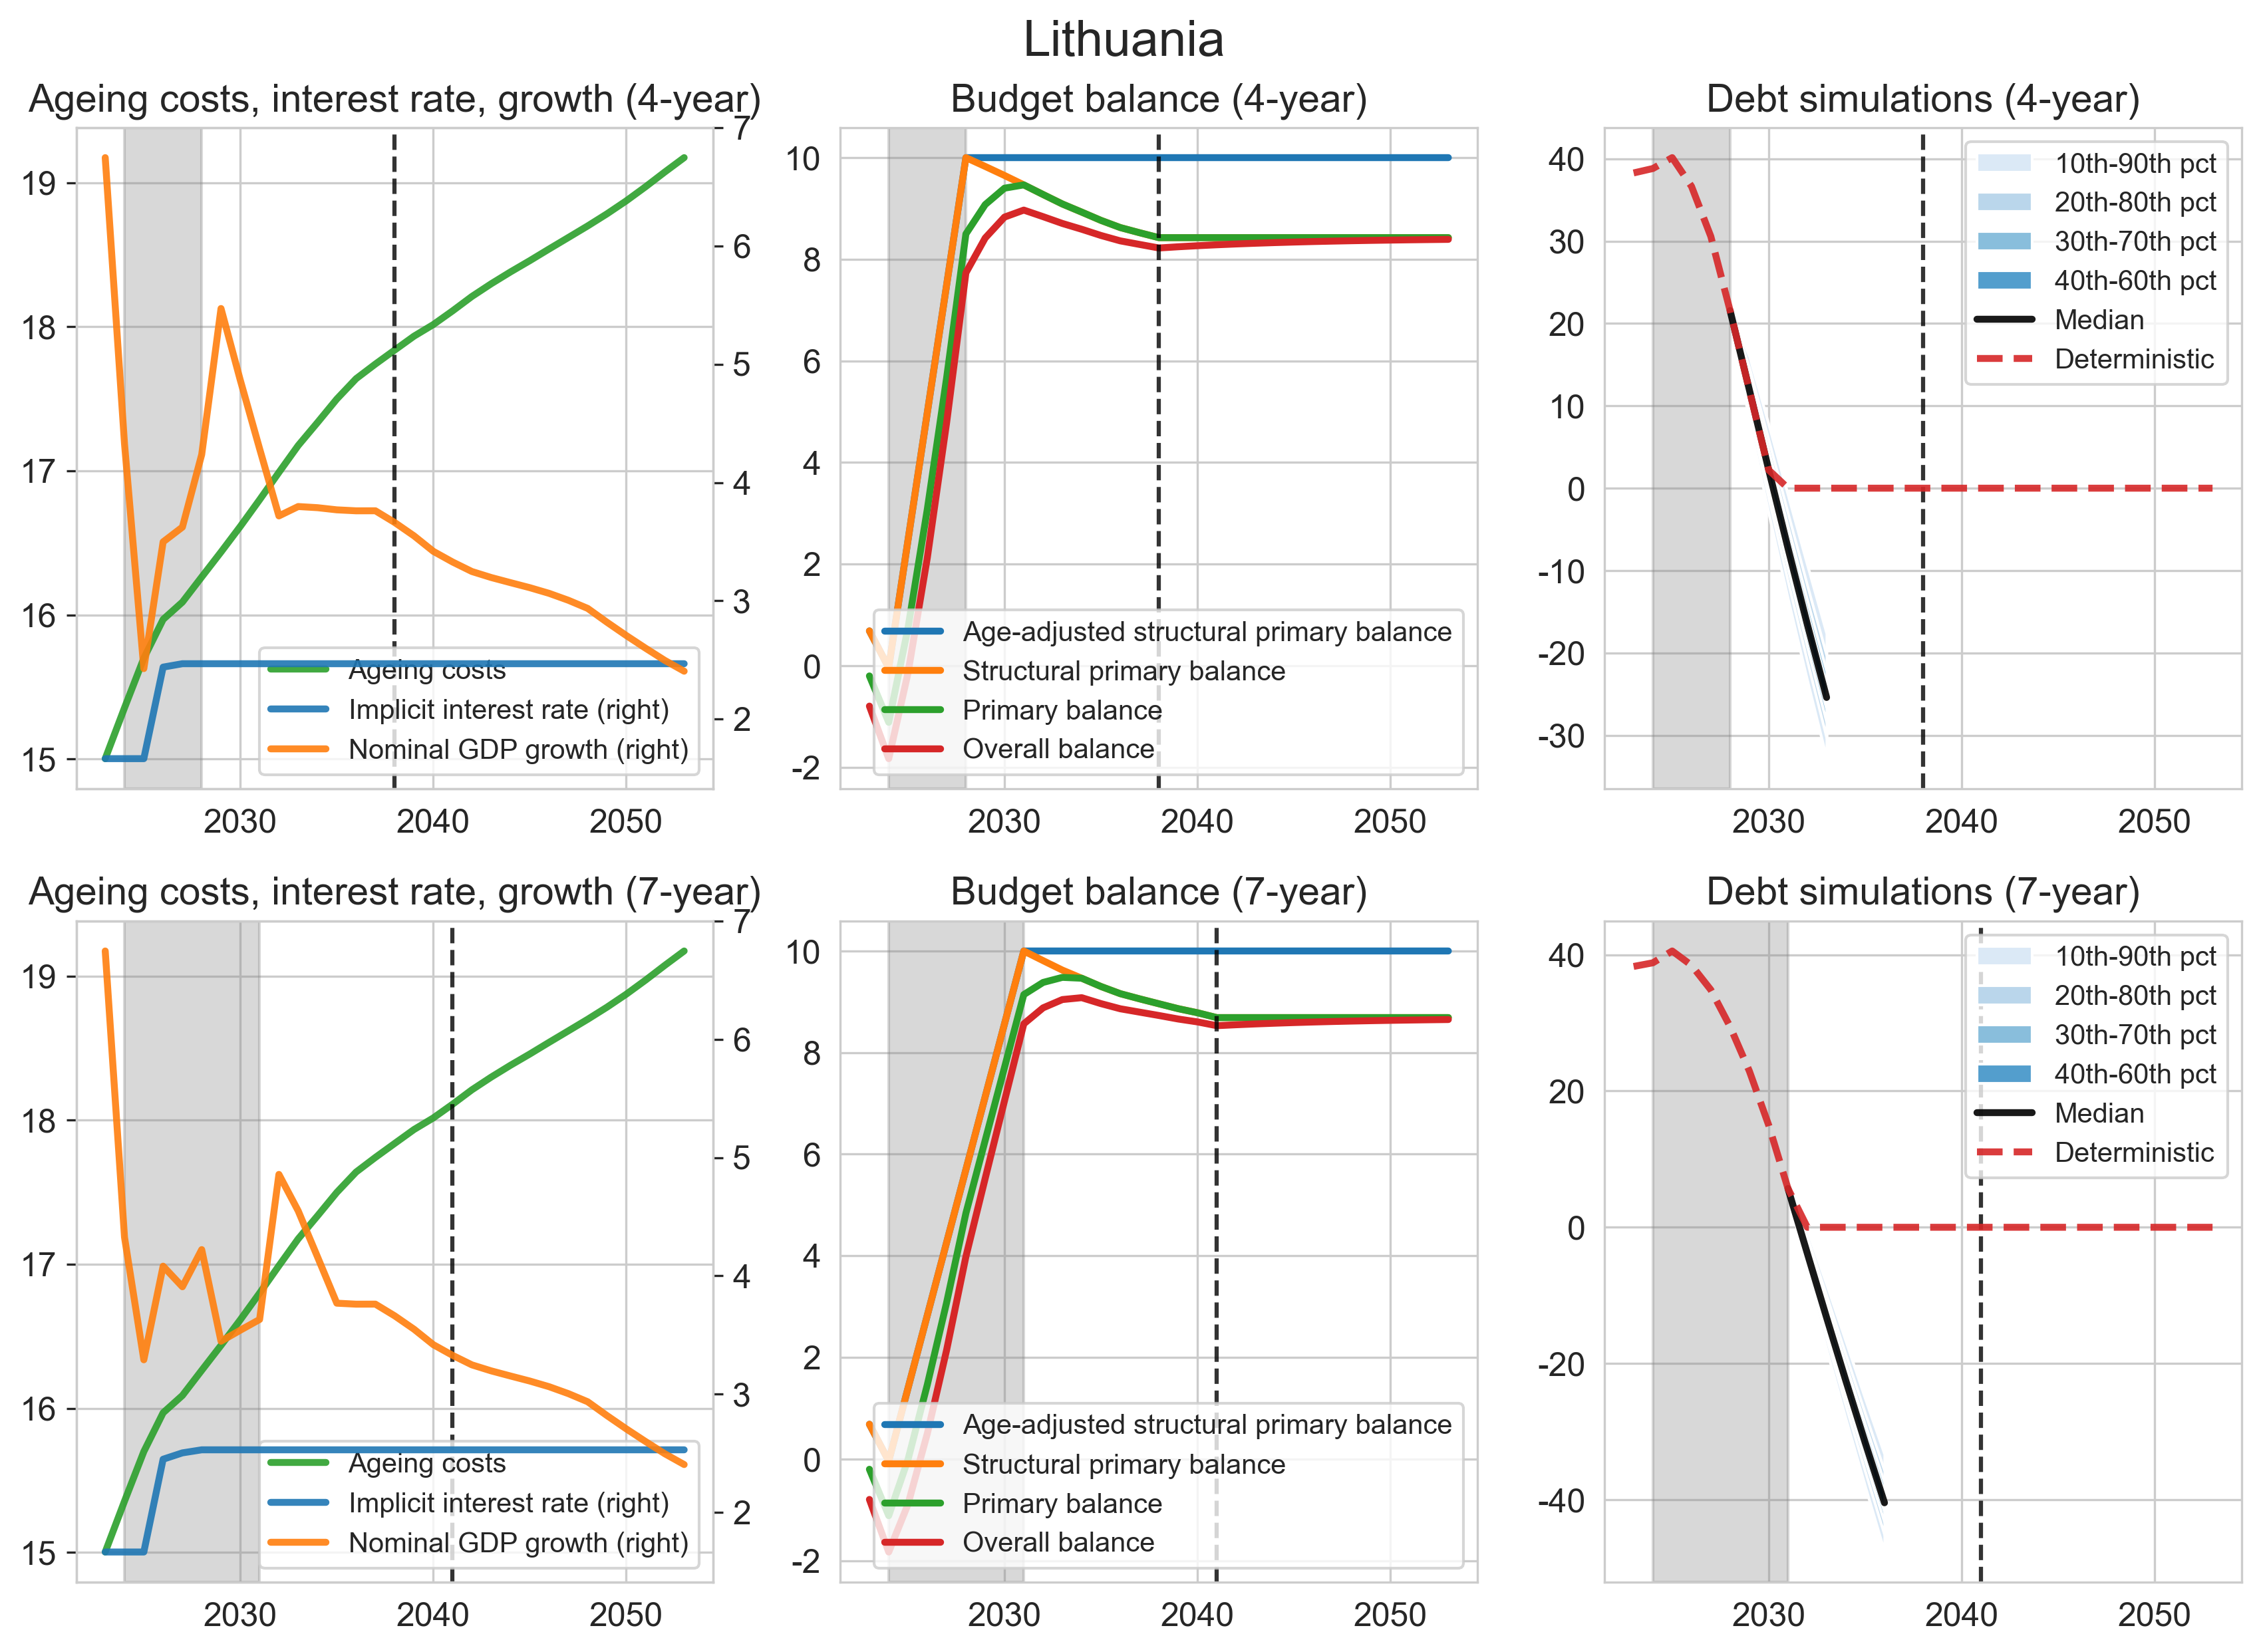 Lithuania
Ageing costs, interest rate, growth (4-year)
19
18
17
16
15
7
6
5
4
3
2
2030
2040
2050
Ageing costs
Implicit interest rate (right)
Nominal GDP growth (right)
Budget balance (4-year)
10
8
6
4
2
0
-2
2030
2040
2050
Age-adjusted structural primary balance
Structural primary balance
Primary balance
Overall balance
Debt simulations (4-year)
40
30
20
10
0
-10
-20
-30
2030
2040
2050
10th-90th pct
20th-80th pct
30th-70th pct
40th-60th pct
Median
Deterministic
Ageing costs, interest rate, growth (7-year)
19
18
17
16
15
7
6
5
4
3
2
2030
2040
2050
Ageing costs
Implicit interest rate (right)
Nominal GDP growth (right)
Budget balance (7-year)
10
8
6
4
2
0
-2
2030
2040
2050
Age-adjusted structural primary balance
Structural primary balance
Primary balance
Overall balance
Debt simulations (7-year)
40
20
0
-20
-40
2030
2040
2050
10th-90th pct
20th-80th pct
30th-70th pct
40th-60th pct
Median
Deterministic